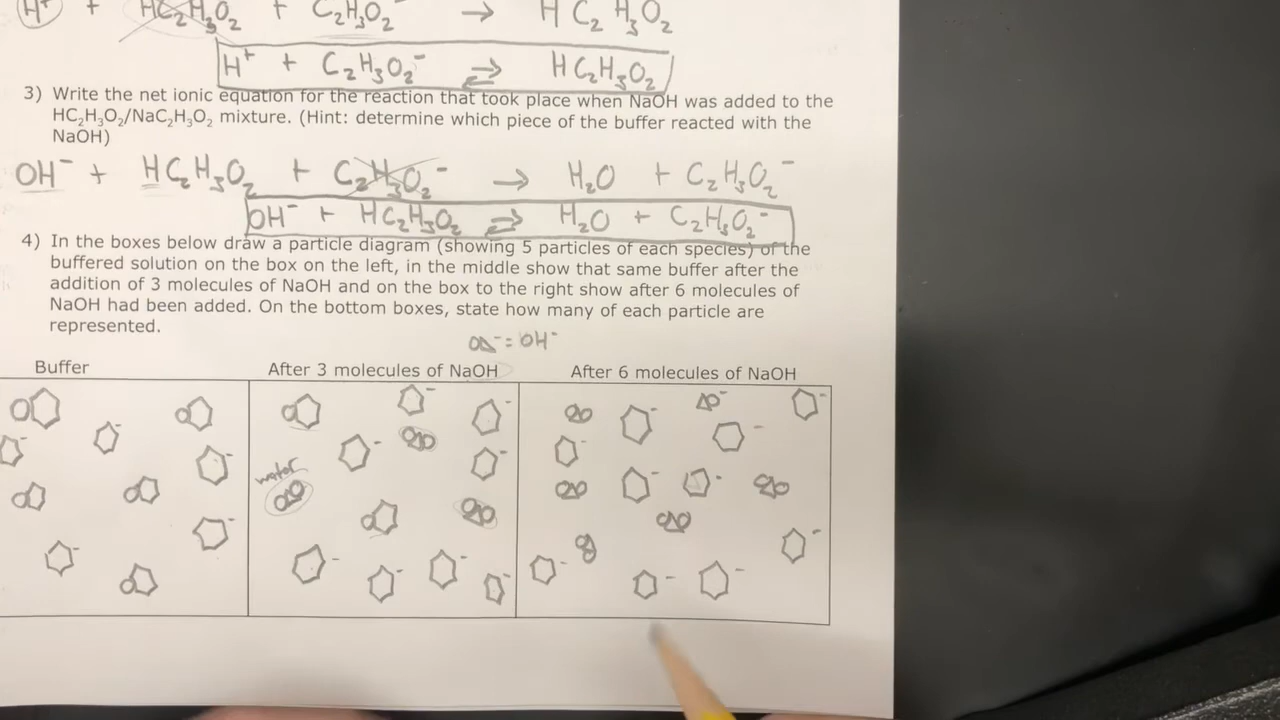 H⁺ + HC₂H₃O₂ + C₂H₃O₂⁻ → HC₂H₃O₂
H⁺ + C₂H₃O₂⁻ ⇌ HC₂H₃O₂
3) Write the net ionic equation for the reaction that took place when NaOH was added to the
HC₂H₃O₂/NaC₂H₃O₂ mixture. (Hint: determine which piece of the buffer reacted with the
NaOH)
OH⁻ + HC₂H₃O₂ + C₂H₃O₂⁻ → H₂O + C₂H₃O₂⁻
OH⁻ + HC₂H₃O₂ ⇌ H₂O + C₂H₃O₂⁻
4) In the boxes below draw a particle diagram (showing 5 particles of each species) of the
buffered solution on the box on the left, in the middle show that same buffer after the
addition of 3 molecules of NaOH and on the box to the right show after 6 molecules of
NaOH had been added. On the bottom boxes, state how many of each particle are
represented.
= OH⁻
Buffer After 3 molecules of NaOH After 6 molecules of NaOH
water